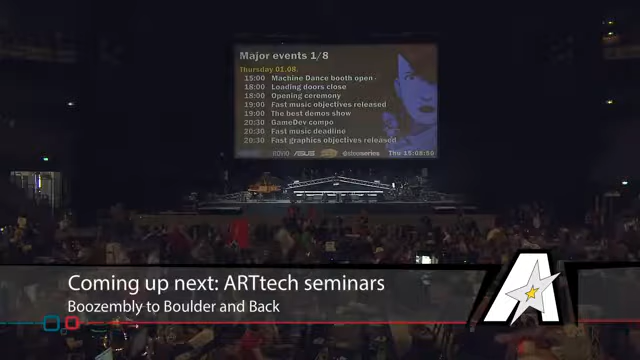 Major events 1/8
Thursday 01.08.
15:00 Machine Dance booth open -
18:00 Loading doors close
18:00 Opening ceremony
19:00 Fast music objectives released
19:00 The best demos show
20:30 GameDev compo
20:30 Fast music deadline
20:30 Fast graphics objectives released
ROVIO ASUS steelseries Thu 15:08:50
Coming up next: ARTtech seminars
Boozembly to Boulder and Back
A